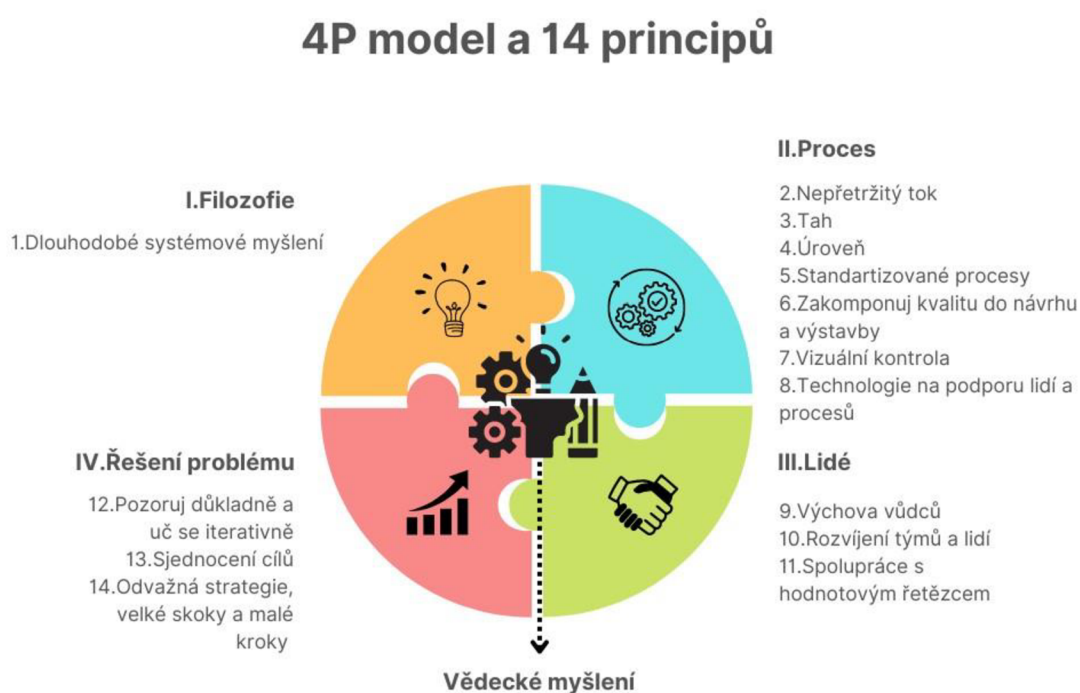 4P model a 14 principů
I.Filozofie
1.Dlouhodobé systémové myšlení
II.Proces
2.Nepřetržitý tok
3.Tah
4.Úroveň
5.Standartizované procesy
6.Zakomponuj kvalitu do návrhu
a výstavby
7.Vizuální kontrola
8.Technologie na podporu lidí a
procesů
III.Lidé
9.Výchova vůdců
10.Rozvíjení týmů a lidí
11.Spolupráce s
hodnotovým řetězcem
IV.Řešení problému
12.Pozoruj důkladně a
uč se iterativně
13.Sjednocení cílů
14.Odvažná strategie,
velké skoky a malé
kroky
Vědecké myšlení